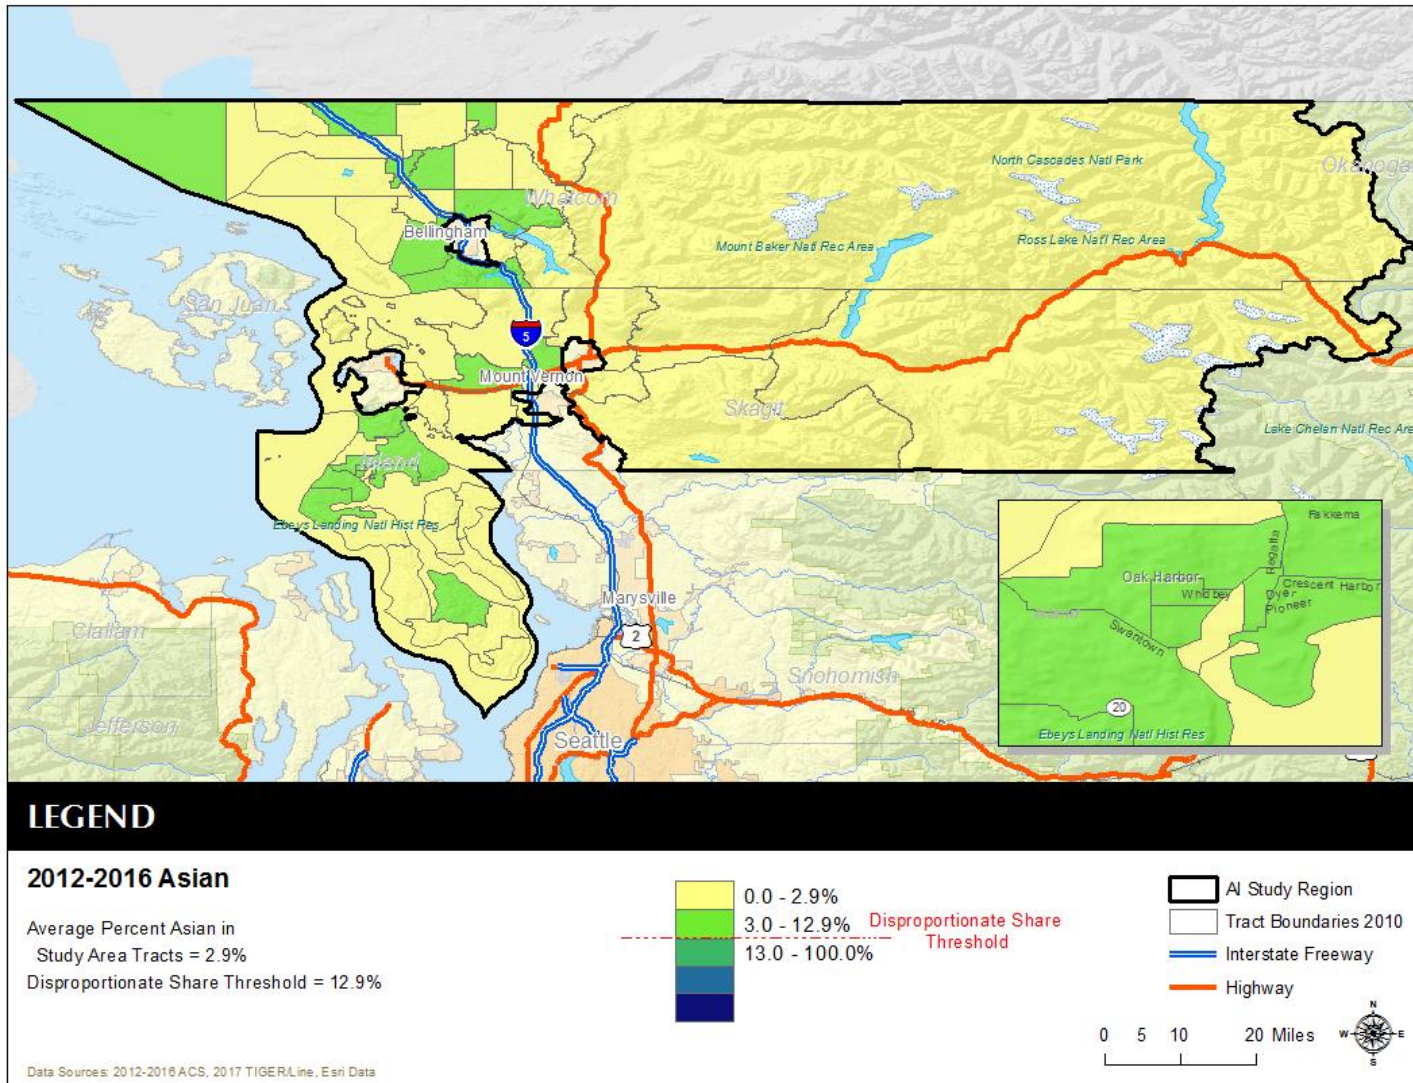 Okanogan
North Cascades Natl Park
Whatcom
Bellingham
Mount Baker Natl Rec Area
Ross Lake Nat'l Rec Area
San Juan
5
Mount Vernon
Skagit
Lake Chelan Natl Rec Are
Island
Ebeys Landing Natl Hist Res
Fakkema
Regatta
Oak Harbor
Crescent Harbor
Whidbey
Dyer
Pioneer
Island
Swantown
20
Ebeys Landing Natl Hist Res
Marysville
2
Clallam
Snohomish
Jefferson
Seattle
LEGEND
2012-2016 Asian
Average Percent Asian in
Study Area Tracts = 2.9%
Disproportionate Share Threshold = 12.9%
0.0 - 2.9%
3.0 - 12.9%
13.0 - 100.0%
Disproportionate Share
Threshold
AI Study Region
Tract Boundaries 2010
Interstate Freeway
Highway
0 5 10 20 Miles
N
W E
S
Data Sources: 2012-2016 ACS, 2017 TIGER/Line, Esri Data